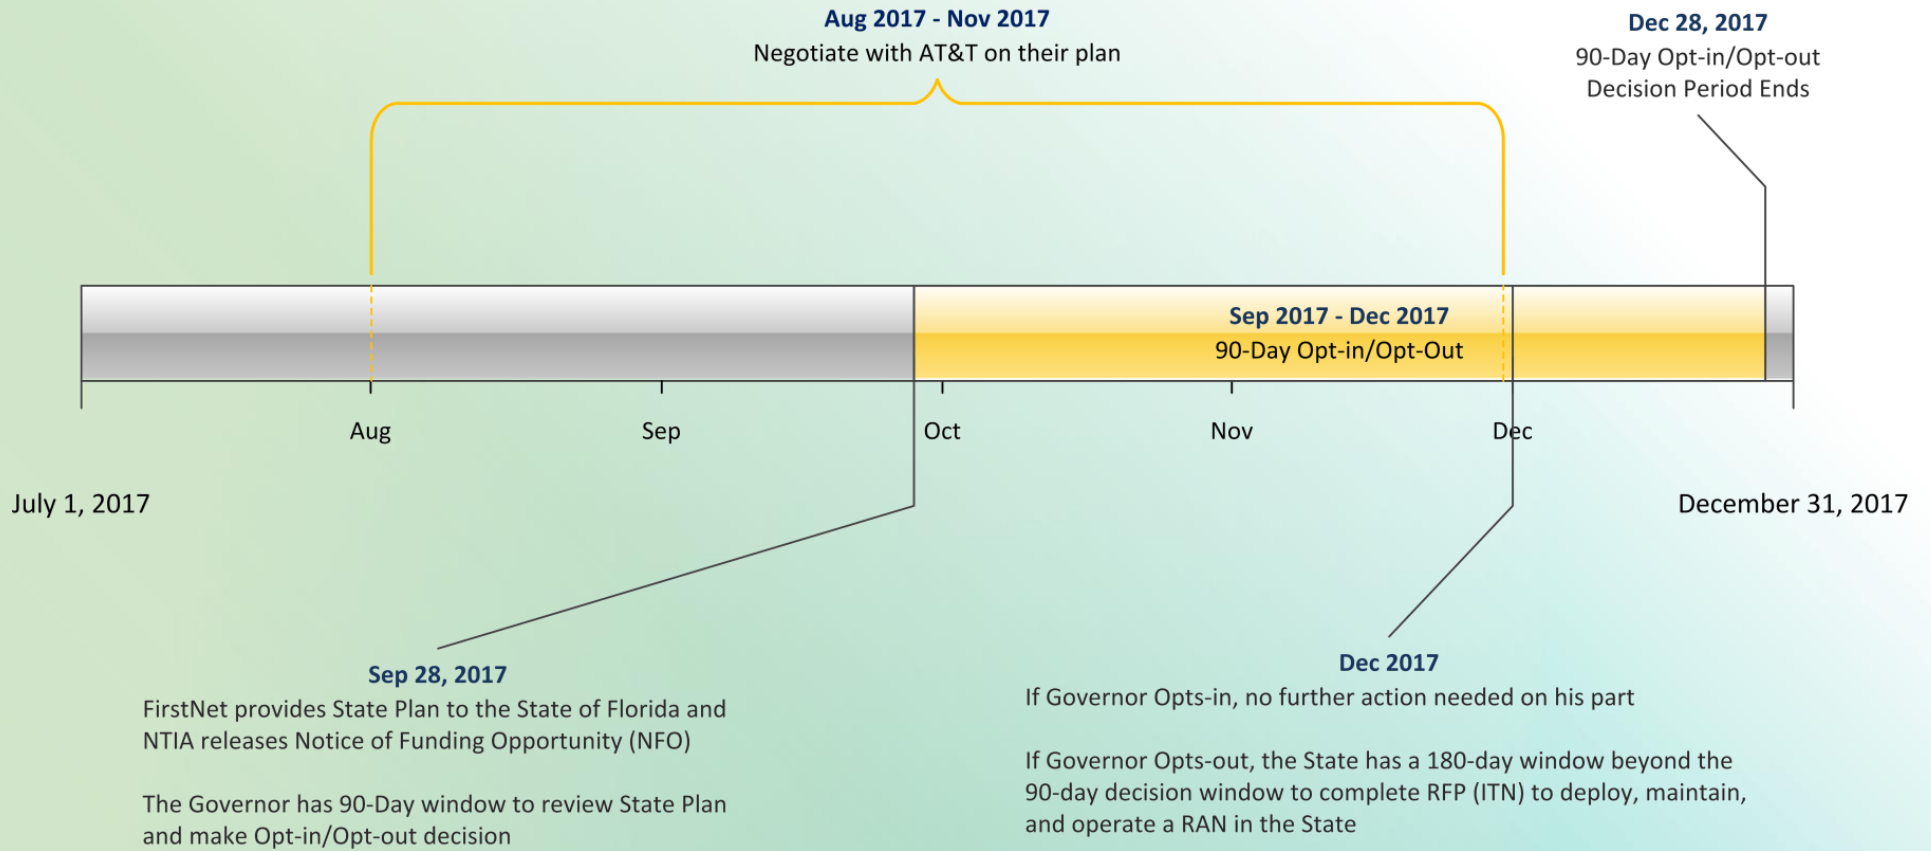 Aug 2017 - Nov 2017
Negotiate with AT&T on their plan
Dec 28, 2017
90-Day Opt-in/Opt-out
Decision Period Ends
Sep 2017 - Dec 2017
90-Day Opt-in/Opt-Out
Aug
Sep
Oct
Nov
Dec
July 1, 2017
December 31, 2017
Sep 28, 2017
FirstNet provides State Plan to the State of Florida and
NTIA releases Notice of Funding Opportunity (NFO)
The Governor has 90-Day window to review State Plan
and make Opt-in/Opt-out decision
Dec 2017
If Governor Opts-in, no further action needed on his part
If Governor Opts-out, the State has a 180-day window beyond the
90-day decision window to complete RFP (ITN) to deploy, maintain,
and operate a RAN in the State